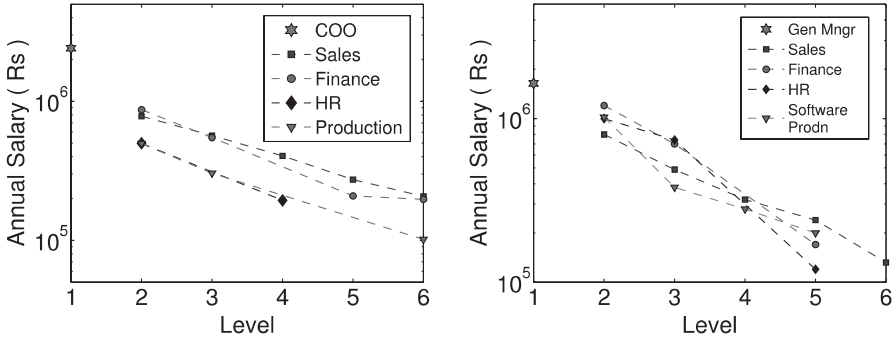 COO
Sales
Finance
HR
Production
10^6
10^5
Annual Salary ( Rs )
1 2 3 4 5 6
Level
Gen Mngr
Sales
Finance
HR
Software
Prodn
10^6
10^5
Annual Salary ( Rs )
1 2 3 4 5 6
Level